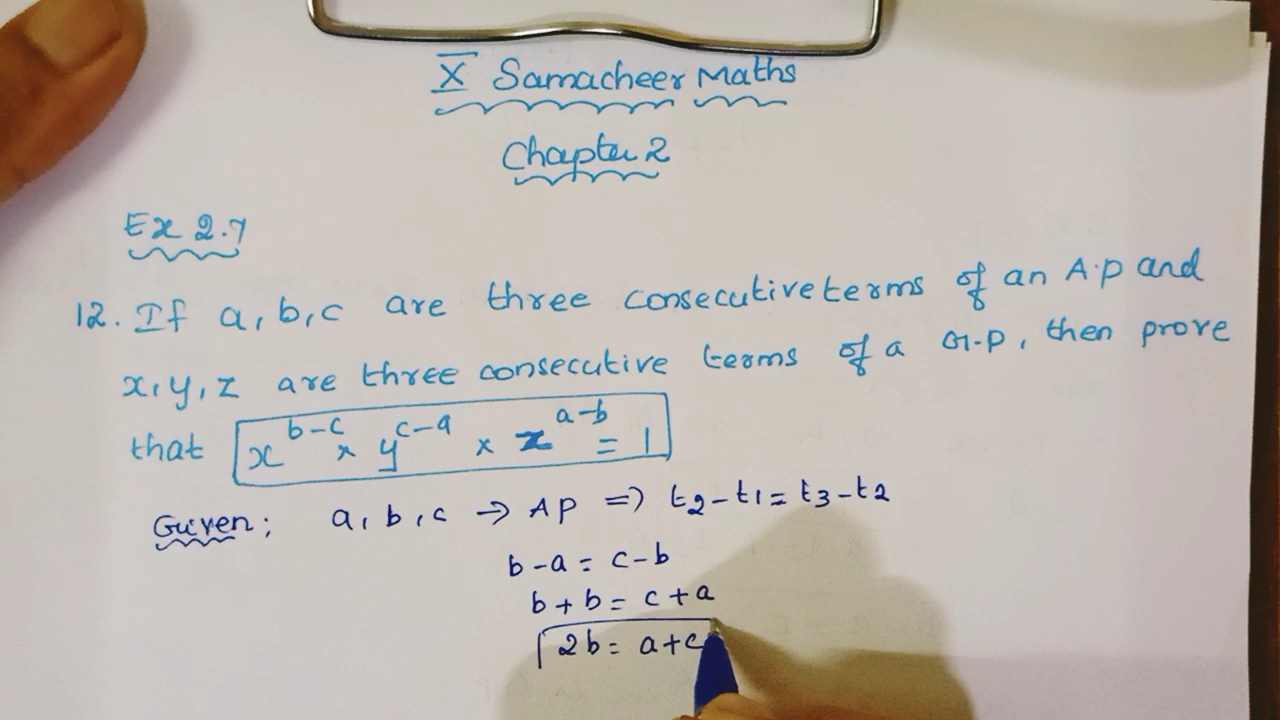 X Samacheer Maths
Chapter 2
Ex 2.7
12. If a, b, c are three consecutive terms of an A.P and
x, y, z are three consecutive terms of a G.P, then prove
that x^{b-c} × y^{c-a} × z^{a-b} = 1
Given: a, b, c → AP => t₂-t₁ = t₃-t₂
b-a = c-b
b+b = c+a
2b = a+c